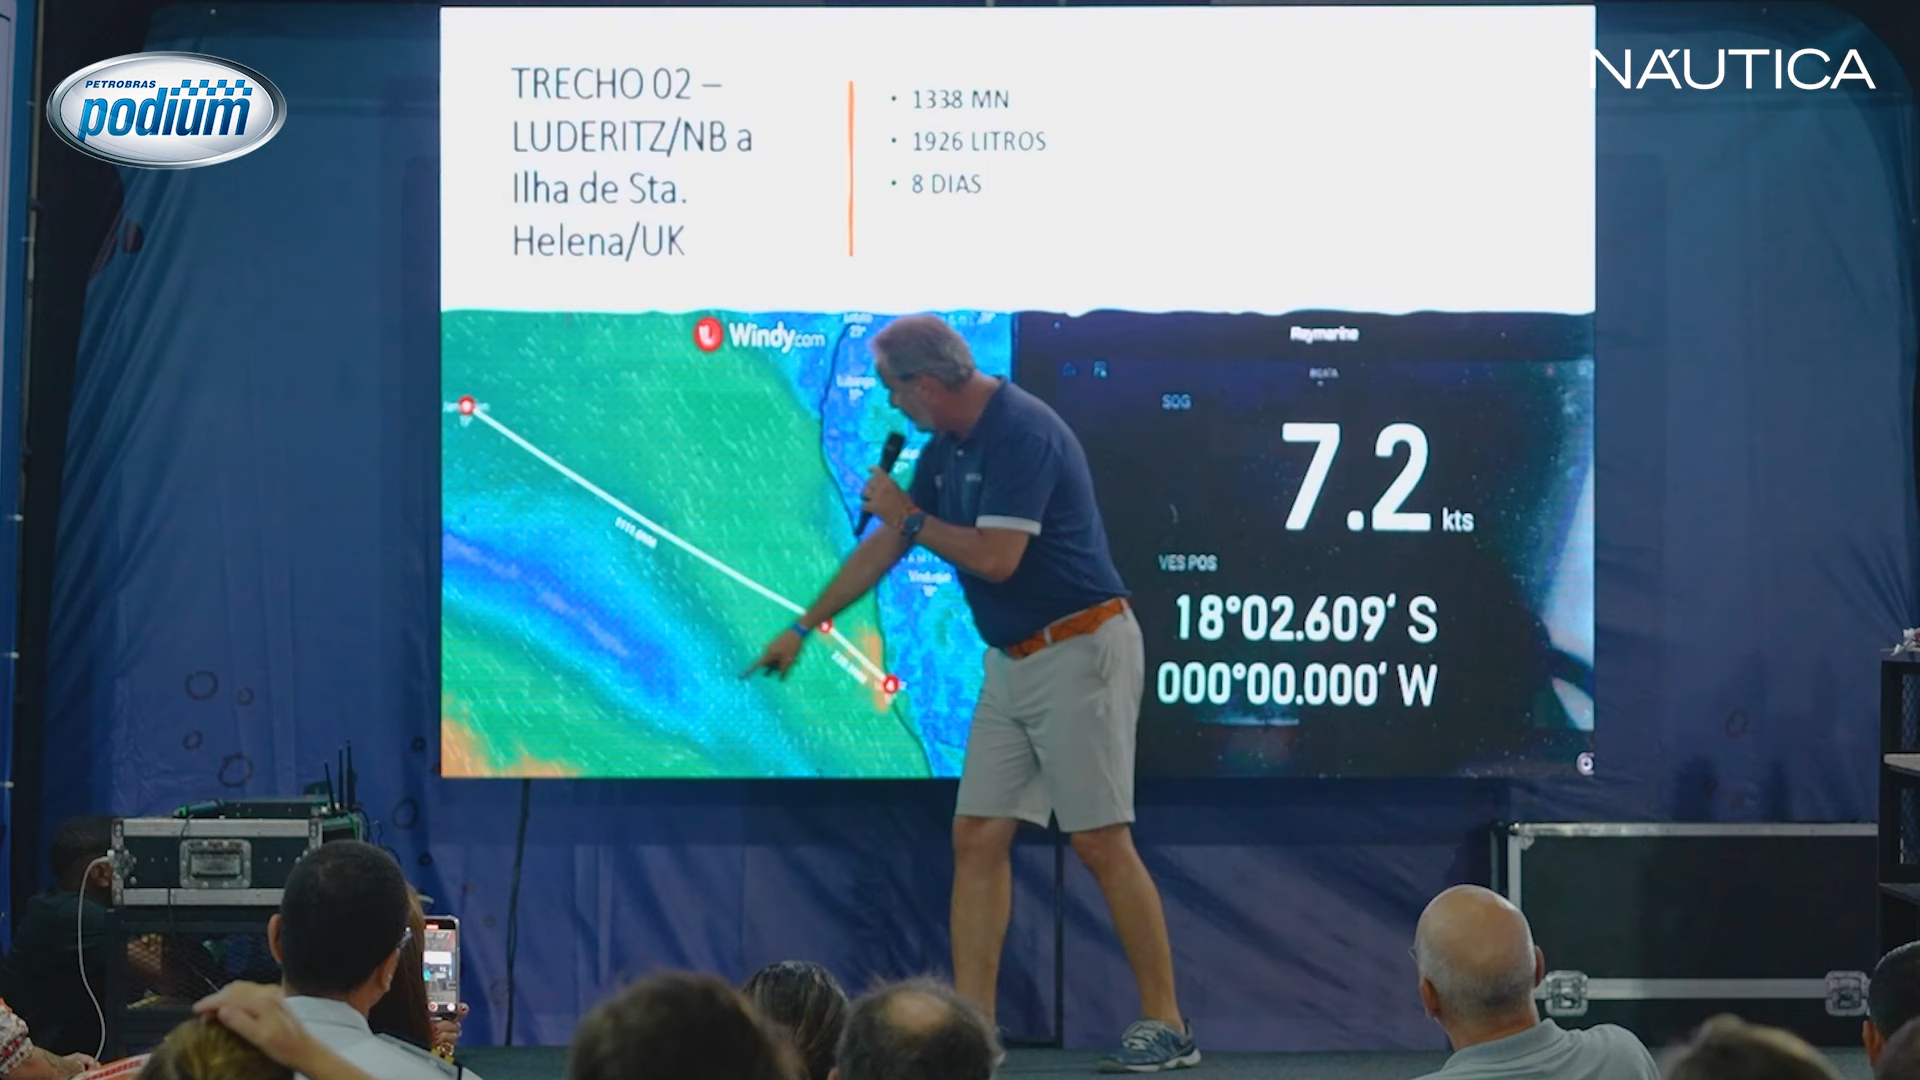 PETROBRAS
podium
NÁUTICA
TRECHO 02 –
LUDERITZ/NB a
Ilha de Sta.
Helena/UK
• 1338 MN
• 1926 LITROS
• 8 DIAS
Windy.com
Raymarine
SOG
7.2 kts
VES POS
18°02.609' S
000°00.000' W